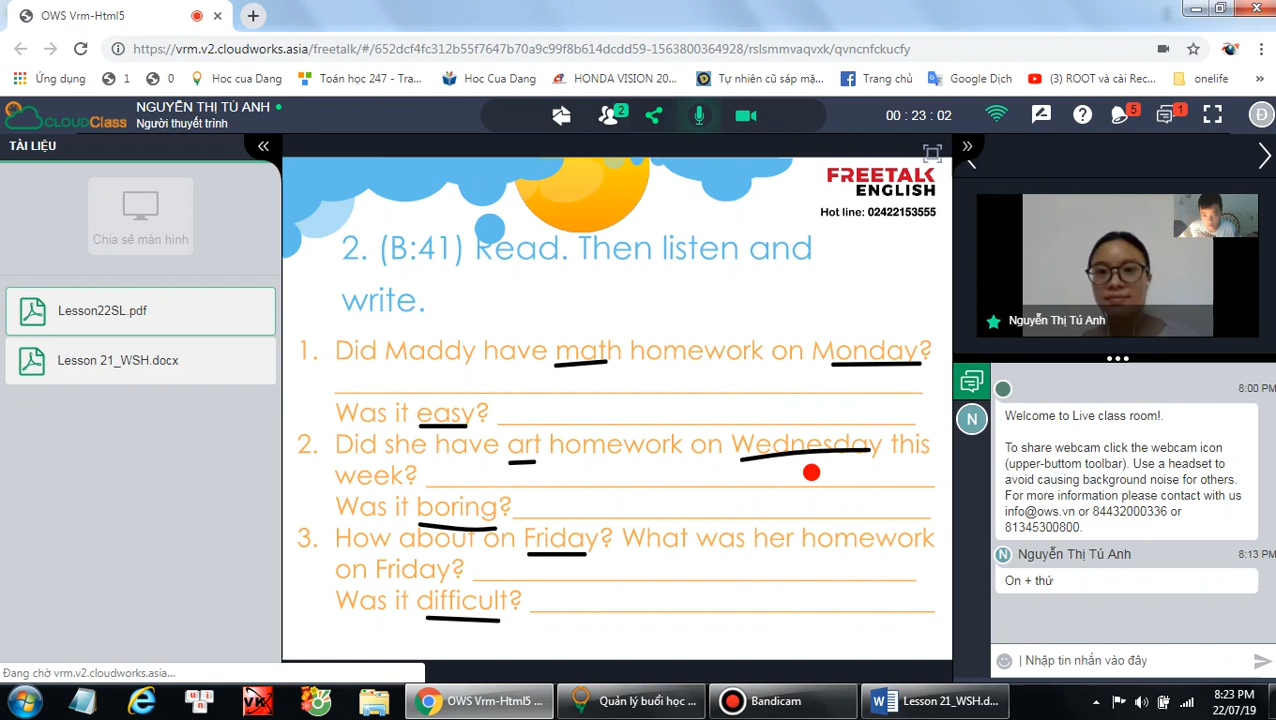 OWS Vrm-Html5
https://vrm.v2.cloudworks.asia/freetalk/#/652dcf4fc312b55f7647b70a9c99f8b614dcdd59-1563800364928/rslsmmvaqvxk/qvncnfckucfy
Ứng dụng 1 0 Hoc cua Dang Toán học 247 - Tra... Học Cua Dang HONDA VISION 20... Tự nhiên cũ sáp mặ... Trang chủ Google Dịch (3) ROOT và cài Rec... onelife »
CLOUDClass
NGUYỄN THỊ TÚ ANH
Người thuyết trình
2
00 : 23 : 02
5
1
Đ
TÀI LIỆU
Chia sẻ màn hình
Lesson22SL.pdf
Lesson 21_WSH.docx
FREETALK
ENGLISH
Hot line: 02422153555
2. (B:41) Read. Then listen and
write.
1. Did Maddy have math homework on Monday?
Was it easy?
2. Did she have art homework on Wednesday this
week?
Was it boring?
3. How about on Friday? What was her homework
on Friday?
Was it difficult?
Nguyễn Thị Tú Anh
8:00 PM
N
Welcome to Live class room!.
To share webcam click the webcam icon
(upper-buttom toolbar). Use a headset to
avoid causing background noise for others.
For more information please contact with us
info@ows.vn or 84432000336 or
81345300800.
N Nguyễn Thị Tú Anh 8:13 PM
On + thứ
Nhập tin nhắn vào đây
Đang chờ vrm.v2.cloudworks.asia...
OWS Vrm-Html5 ...
Quản lý buổi học ...
Bandicam
Lesson 21_WSH.d...
8:23 PM
22/07/19